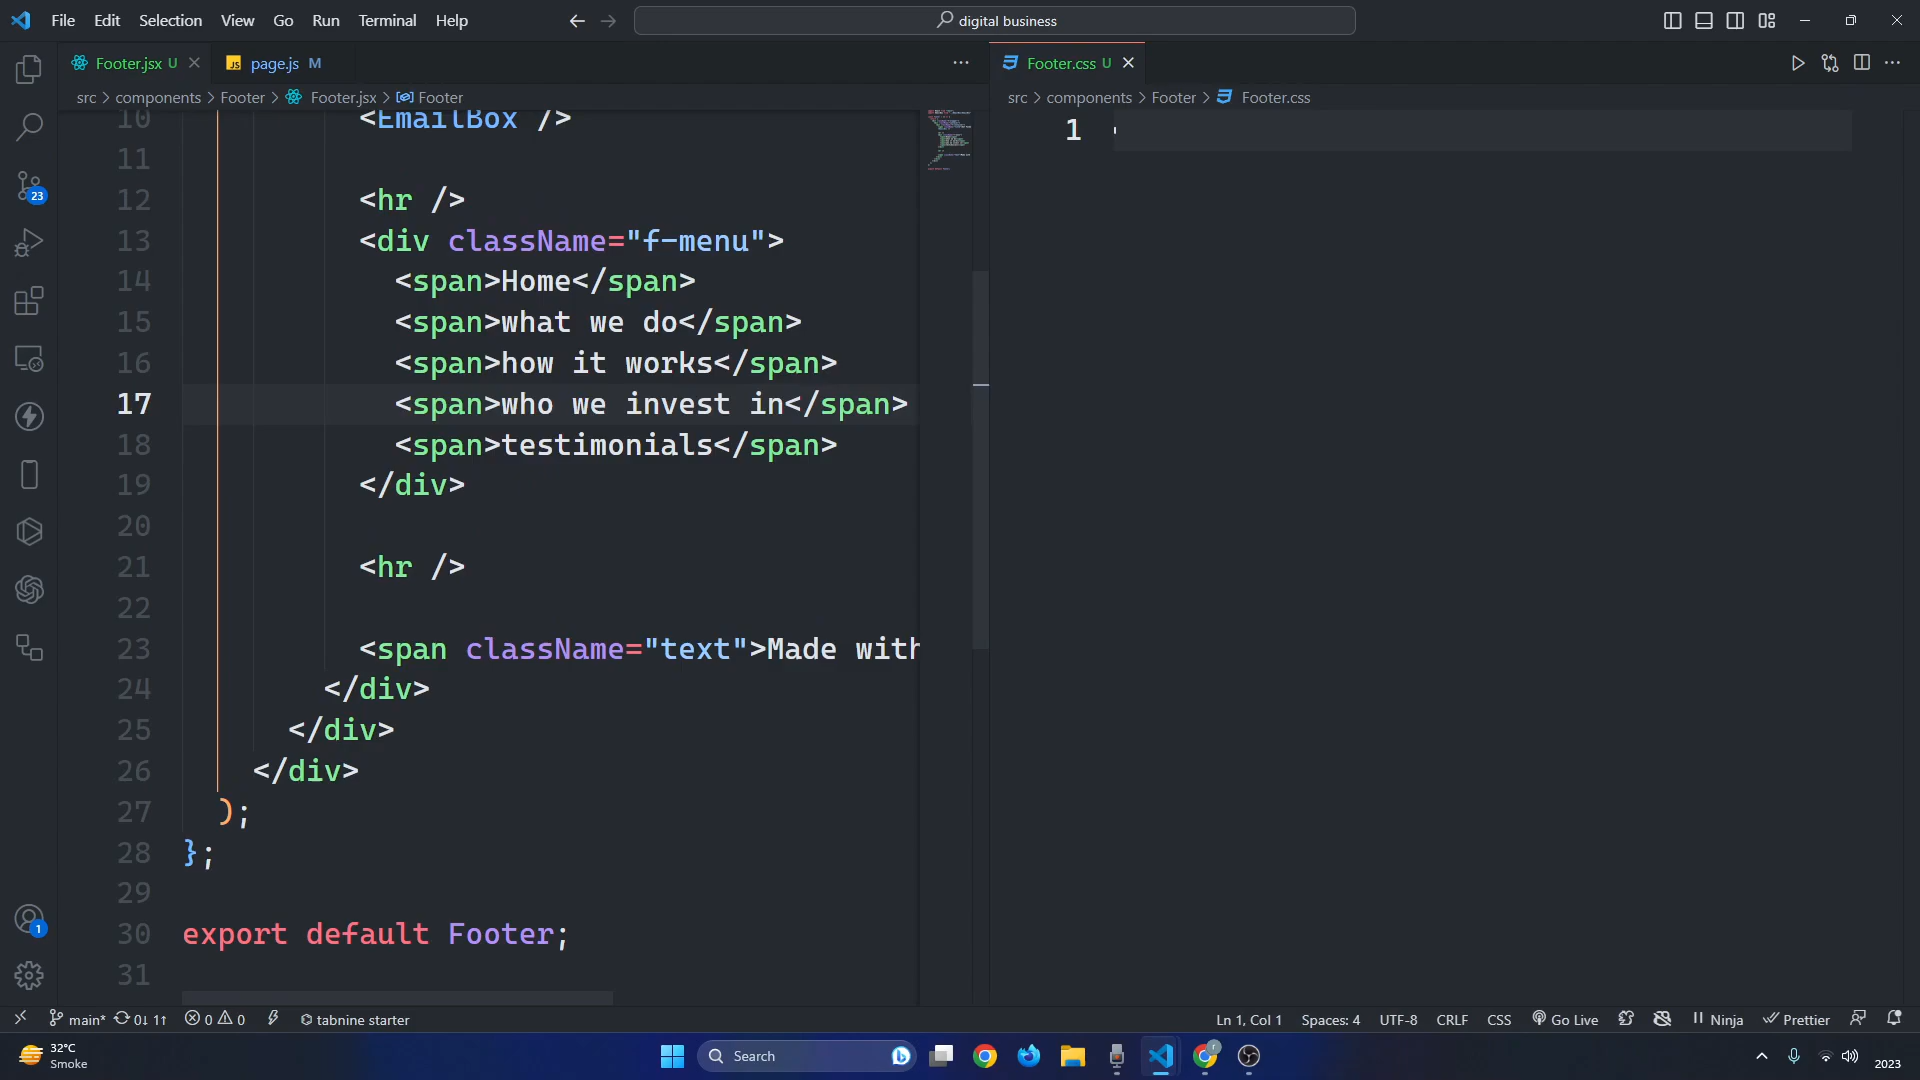 File Edit Selection View Go Run Terminal Help
digital business
Footer.jsx U
page.js M
Footer.css U
src > components > Footer > Footer.jsx > Footer
src > components > Footer > Footer.css
10 <EmailBox />
11
12 <hr />
13 <div className="f-menu">
14 <span>Home</span>
15 <span>what we do</span>
16 <span>how it works</span>
17 <span>who we invest in</span>
18 <span>testimonials</span>
19 </div>
20
21 <hr />
22
23 <span className="text">Made with
24 </div>
25 </div>
26 </div>
27 );
28 };
29
30 export default Footer;
31
1
23
1
main* 0↓ 1↑ 0 0 tabnine starter
Ln 1, Col 1 Spaces: 4 UTF-8 CRLF CSS Go Live Ninja Prettier
32°C
Smoke
Search
2023